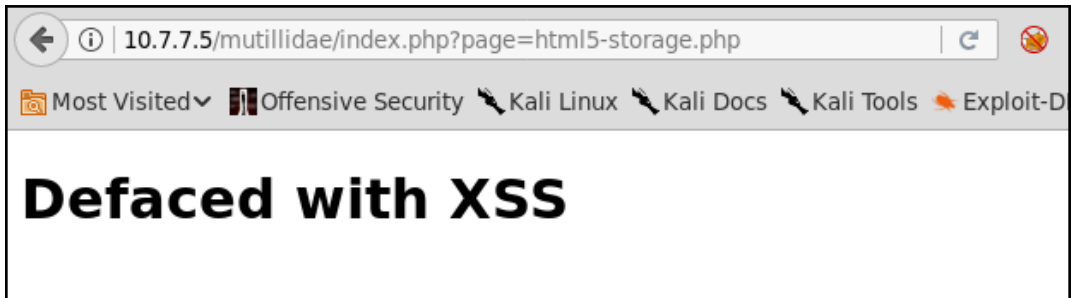 10.7.7.5/mutillidae/index.php?page=html5-storage.php
Most Visited Offensive Security Kali Linux Kali Docs Kali Tools
Defaced with XSS